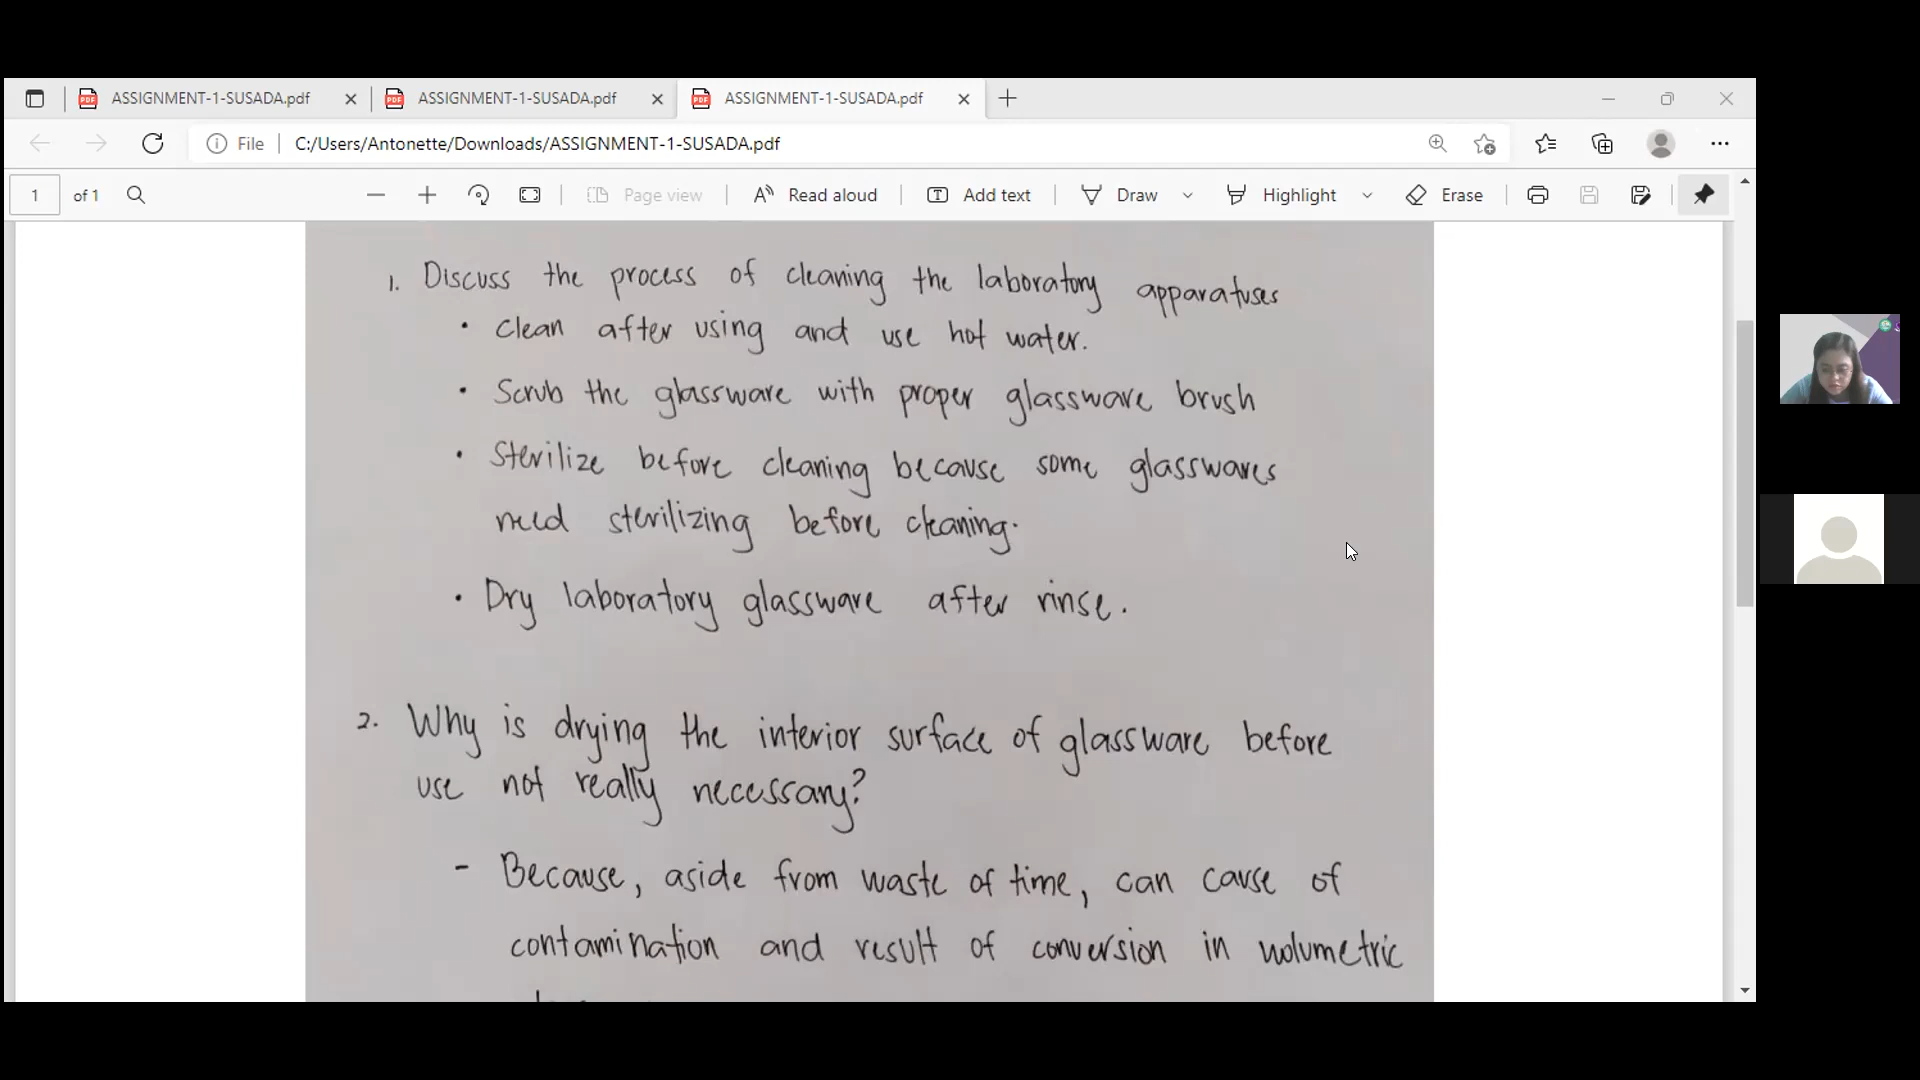 ASSIGNMENT-1-SUSADA.pdf
ASSIGNMENT-1-SUSADA.pdf
ASSIGNMENT-1-SUSADA.pdf
File
C:/Users/Antonette/Downloads/ASSIGNMENT-1-SUSADA.pdf
1 of 1
Page view
Read aloud
Add text
Draw
Highlight
Erase
1. Discuss the process of cleaning the laboratory apparatuses
• clean after using and use hot water.
• Scrub the glassware with proper glassware brush
• Sterilize before cleaning because some glasswares
need sterilizing before cleaning.
• Dry laboratory glassware after rinse.
2. Why is drying the interior surface of glassware before
use not really necessary?
- Because, aside from waste of time, can cause of
contamination and result of conversion in volumetric